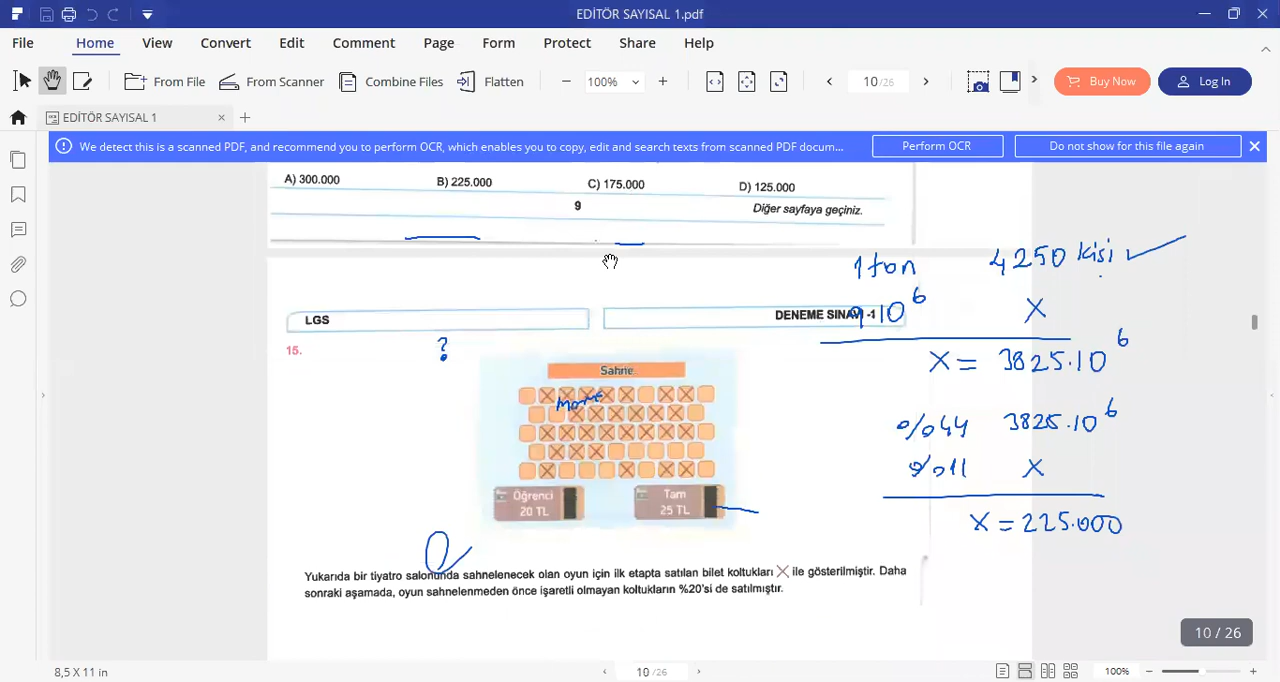 EDİTÖR SAYISAL 1.pdf
File Home View Convert Edit Comment Page Form Protect Share Help
From File From Scanner Combine Files Flatten 100% 10 /26 Buy Now Log In
EDİTÖR SAYISAL 1
We detect this is a scanned PDF, and recommend you to perform OCR, which enables you to copy, edit and search texts from scanned PDF docum... Perform OCR Do not show for this file again
A) 300.000 B) 225.000 C) 175.000 D) 125.000
9 Diğer sayfaya geçiniz.
1 ton 4250 kişi
9 10^6 X
X = 3825.10^6
%44 3825.10^6
%11 X
X = 225.000
LGS DENEME SINAVI -1
15. ?
Sahne
Öğrenci
20 TL
Tam
25 TL
Yukarıda bir tiyatro salonunda sahnelenecek olan oyun için ilk etapta satılan bilet koltukları X ile gösterilmiştir. Daha
sonraki aşamada, oyun sahnelenmeden önce işaretli olmayan koltukların %20'si de satılmıştır.
10 / 26
8,5 X 11 in 10 /26 100%